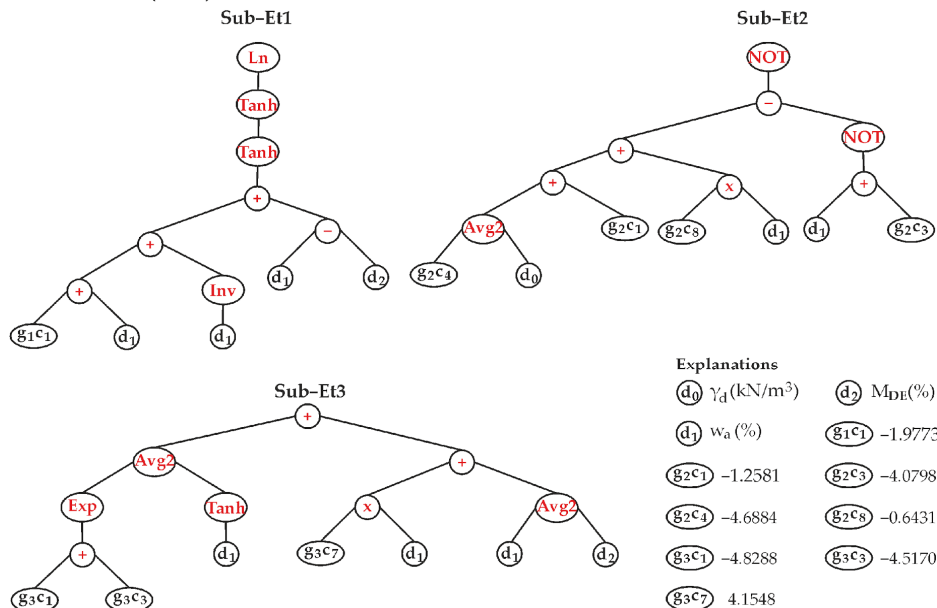 Sub–Et1
Ln
Tanh
Tanh
+
+
–
+
Inv
d1
d2
g1c1
d1
d1
Sub–Et2
NOT
–
+
NOT
+
x
+
Avg2
g2c1
g2c8
d1
d1
g2c3
g2c4
d0
Sub–Et3
+
Avg2
+
Exp
Tanh
x
Avg2
+
d1
g3c7
d1
d1
d2
g3c1
g3c3
Explanations
d0 γd (kN/m³) d2 MDE(%)
d1 wa (%) g1c1 –1.9773
g2c1 –1.2581 g2c3 –4.0798
g2c4 –4.6884 g2c8 –0.6431
g3c1 –4.8288 g3c3 –4.5170
g3c7 4.1548